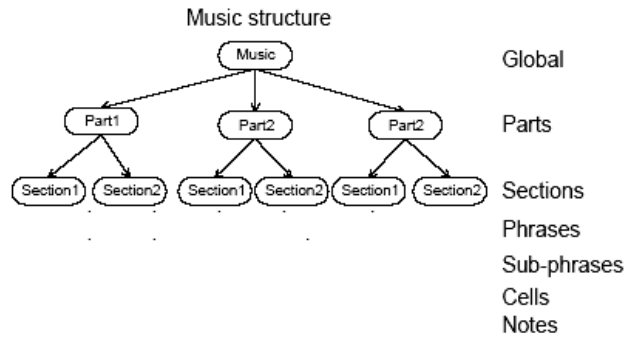 Music structure
Music Global
Part1 Part2 Part2 Parts
Section1 Section2 Section1 Section2 Section1 Section2 Sections
Phrases
Sub-phrases
Cells
Notes